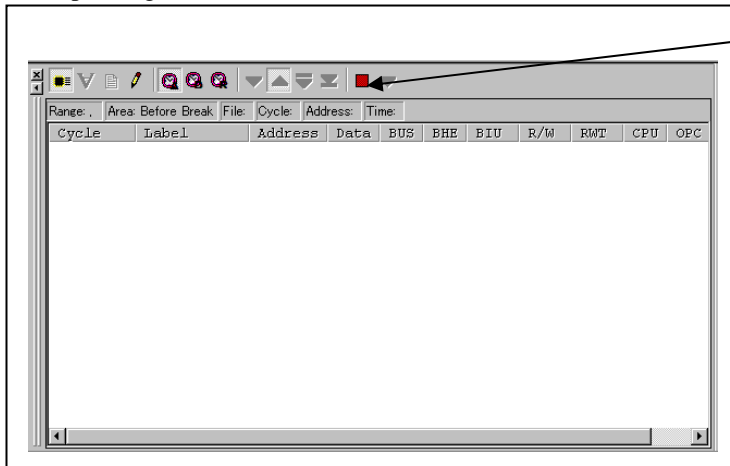 Range: , Area: Before Break File: Cycle: Address: Time:
Cycle Label Address Data BUS BHE BIU R/W RWT CPU OPC